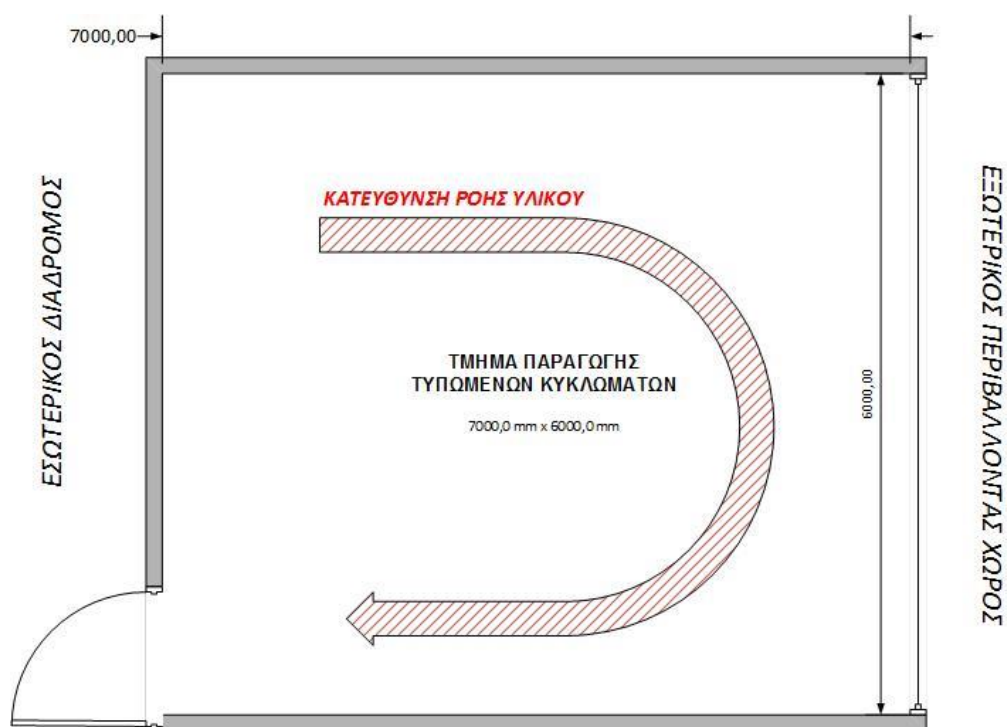 7000,00
ΕΣΩΤΕΡΙΚΟΣ ΔΙΑΔΡΟΜΟΣ
ΚΑΤΕΥΘΥΝΣΗ ΡΟΗΣ ΥΛΙΚΟΥ
ΤΜΗΜΑ ΠΑΡΑΓΩΓΗΣ
ΤΥΠΩΜΕΝΩΝ ΚΥΚΛΩΜΑΤΩΝ
7000,0 mm x 6000,0 mm
6000,00
ΕΞΩΤΕΡΙΚΟΣ ΠΕΡΙΒΑΛΛΟΝΤΑΣ ΧΩΡΟΣ